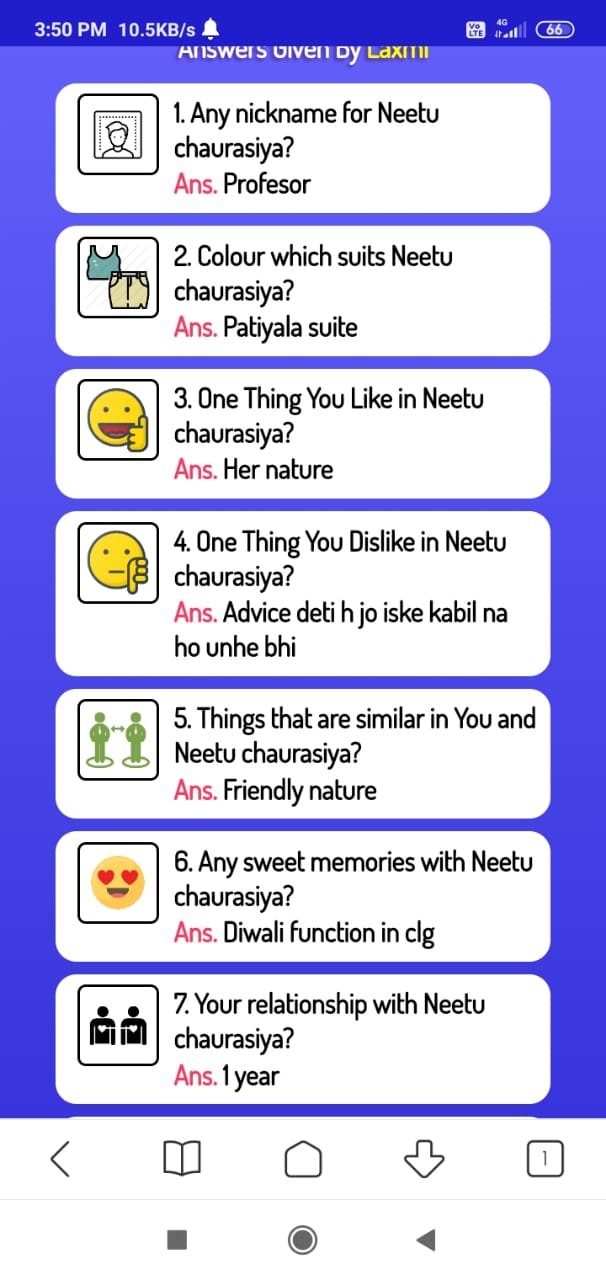 3:50 PM 10.5KB/s
Vo
LTE
4G
66
Answers Given by Laxmi
1. Any nickname for Neetu
chaurasiya?
Ans. Profesor
2. Colour which suits Neetu
chaurasiya?
Ans. Patiyala suite
3. One Thing You Like in Neetu
chaurasiya?
Ans. Her nature
4. One Thing You Dislike in Neetu
chaurasiya?
Ans. Advice deti h jo iske kabil na
ho unhe bhi
5. Things that are similar in You and
Neetu chaurasiya?
Ans. Friendly nature
6. Any sweet memories with Neetu
chaurasiya?
Ans. Diwali function in clg
7. Your relationship with Neetu
chaurasiya?
Ans. 1 year
1